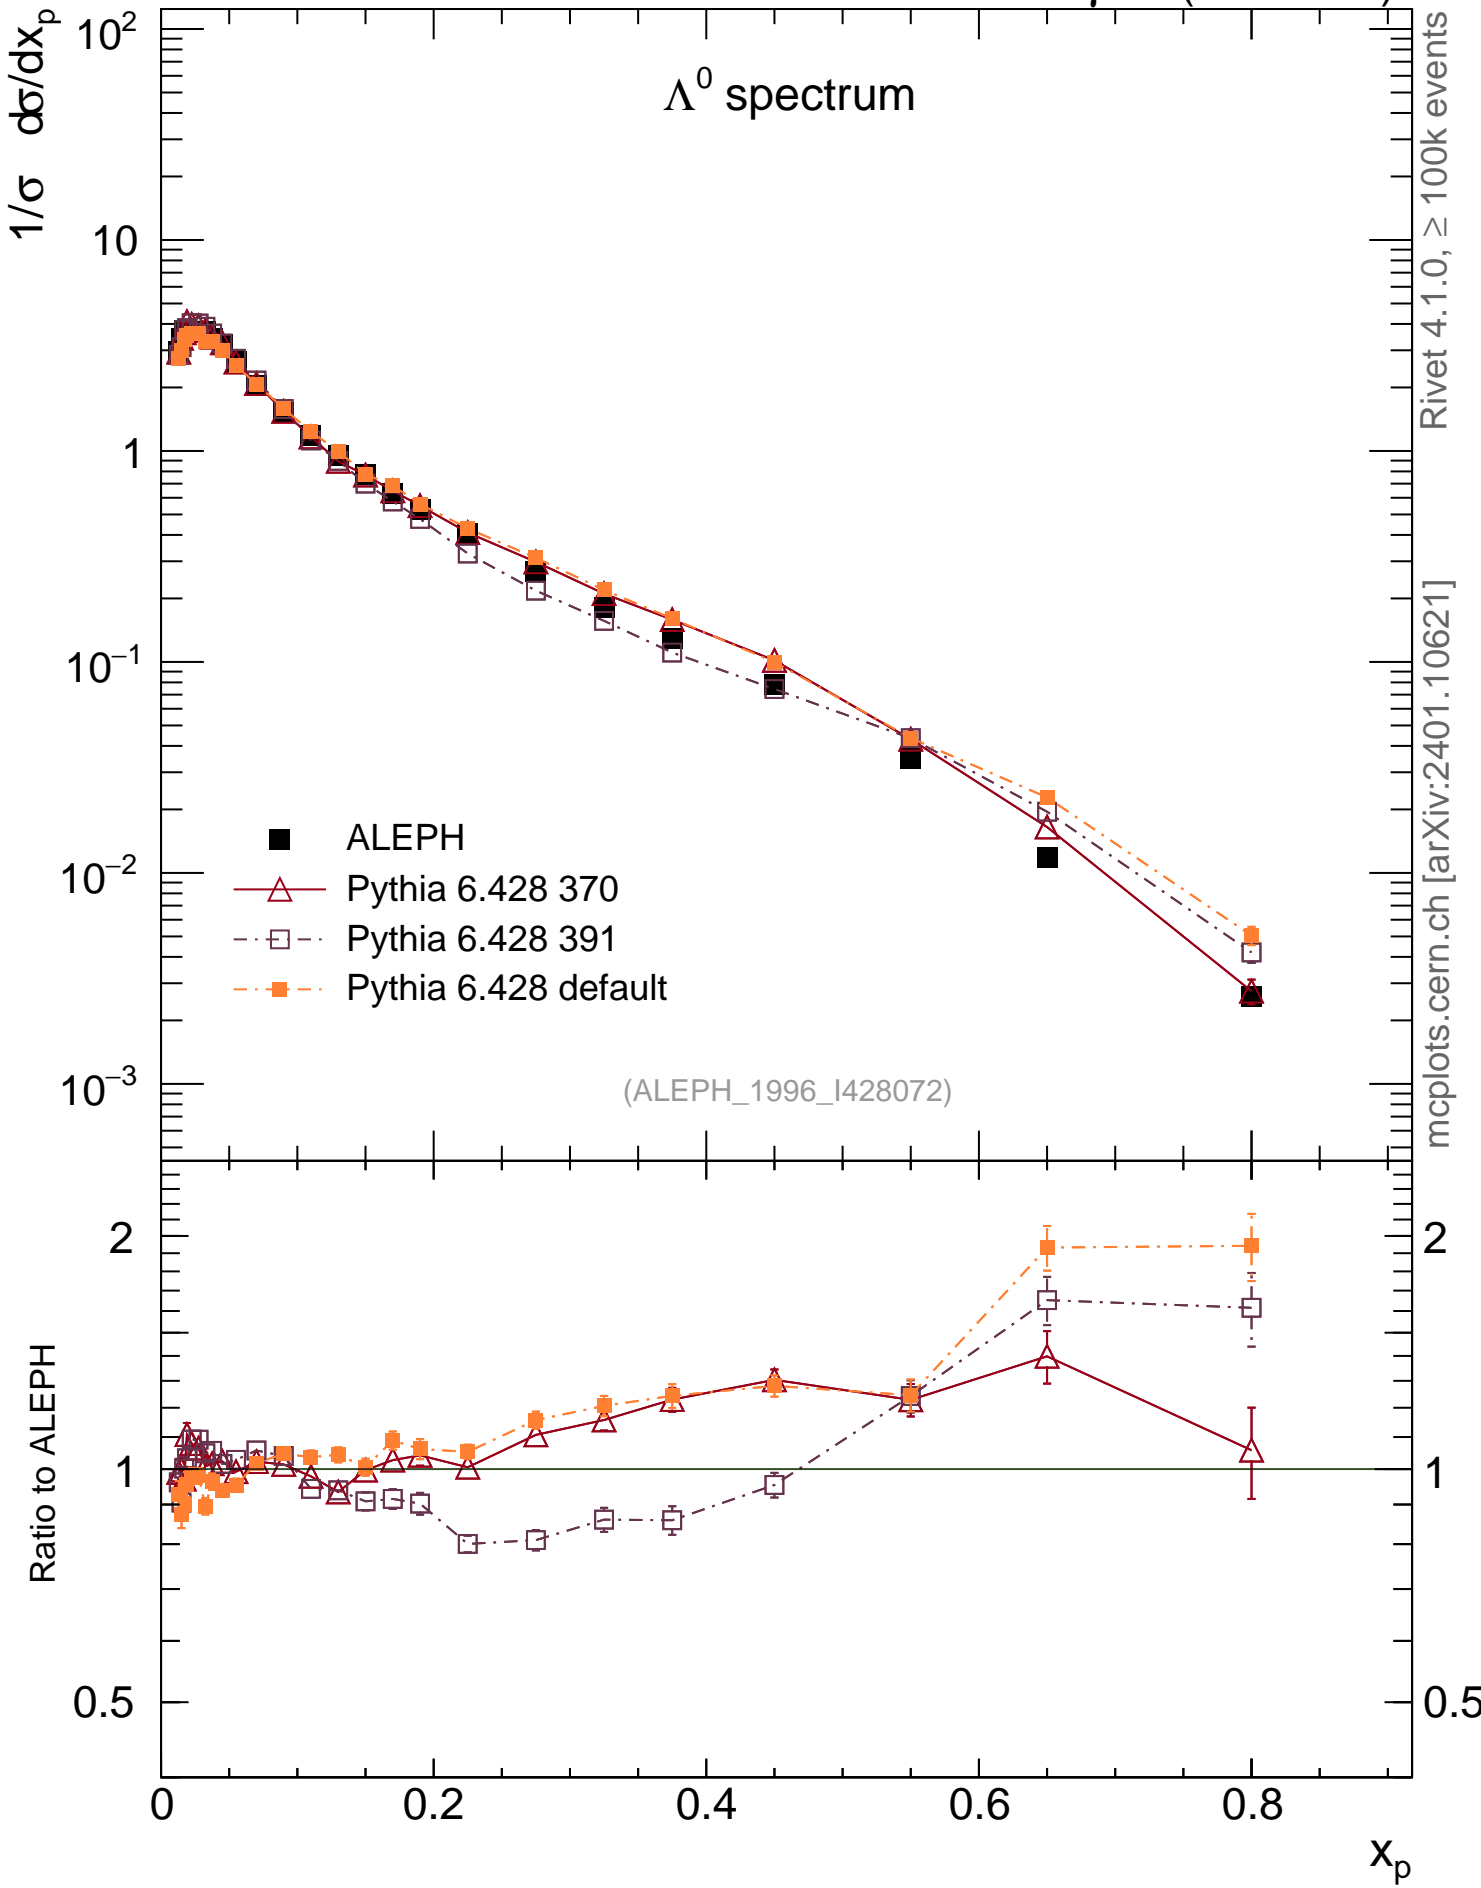 1/σ dσ/dx_p
Λ⁰ spectrum
10²
10
1
10⁻¹
10⁻²
10⁻³
ALEPH
Pythia 6.428 370
Pythia 6.428 391
Pythia 6.428 default
(ALEPH_1996_I428072)
Rivet 4.1.0, ≥ 100k events
mcplots.cern.ch [arXiv:2401.10621]
Ratio to ALEPH
2
1
0.5
2
1
0.5
0
0.2
0.4
0.6
0.8
x_p